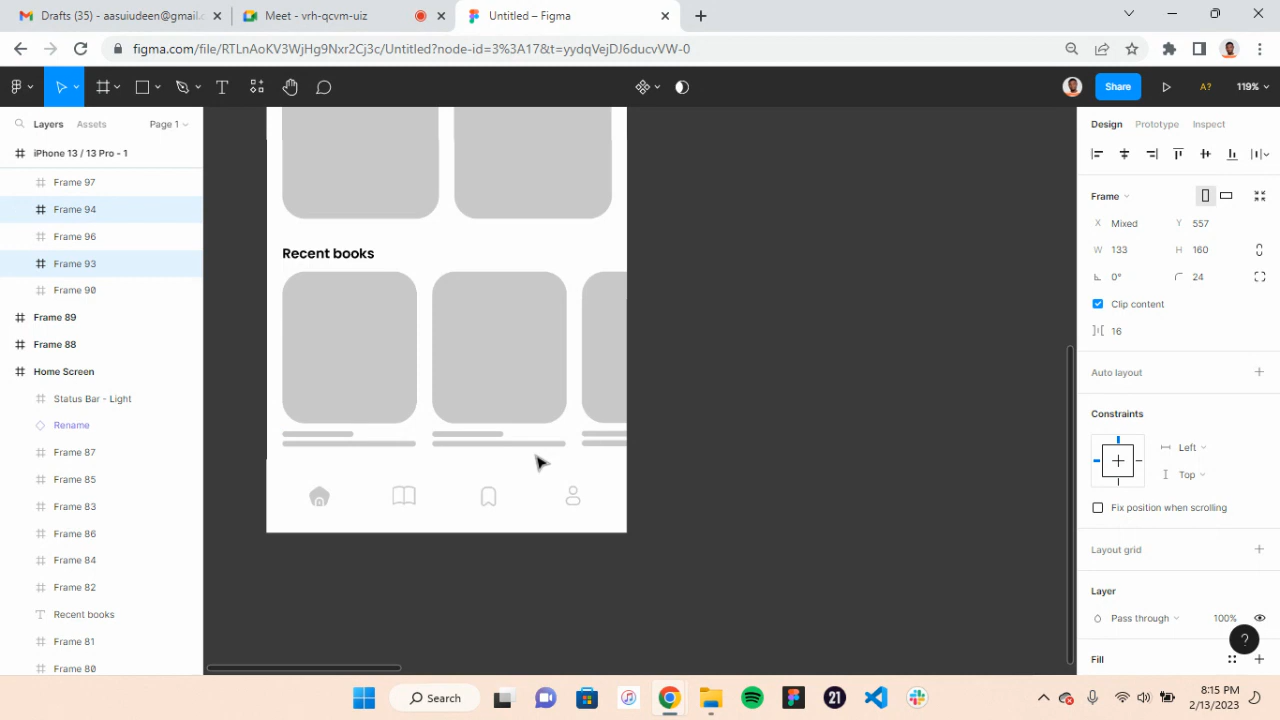 Drafts (35) - aasuiudeen@gmail.c
Meet - vrh-qcvm-uiz
Untitled – Figma
figma.com/file/RTLnAoKV3WjHg9Nxr2Cj3c/Untitled?node-id=3%3A17&t=yydqVejDJ6ducvVW-0
Share
A?
119%
Layers
Assets
Page 1
iPhone 13 / 13 Pro - 1
Frame 97
Frame 94
Frame 96
Frame 93
Frame 90
Frame 89
Frame 88
Home Screen
Status Bar - Light
Rename
Frame 87
Frame 85
Frame 83
Frame 86
Frame 84
Frame 82
Recent books
Frame 81
Frame 80
Recent books
Design
Prototype
Inspect
Frame
X Mixed
Y 557
W 133
H 160
0°
24
Clip content
16
Auto layout
Constraints
Left
Top
Fix position when scrolling
Layout grid
Layer
Pass through
100%
?
Fill
Search
21
8:15 PM
2/13/2023